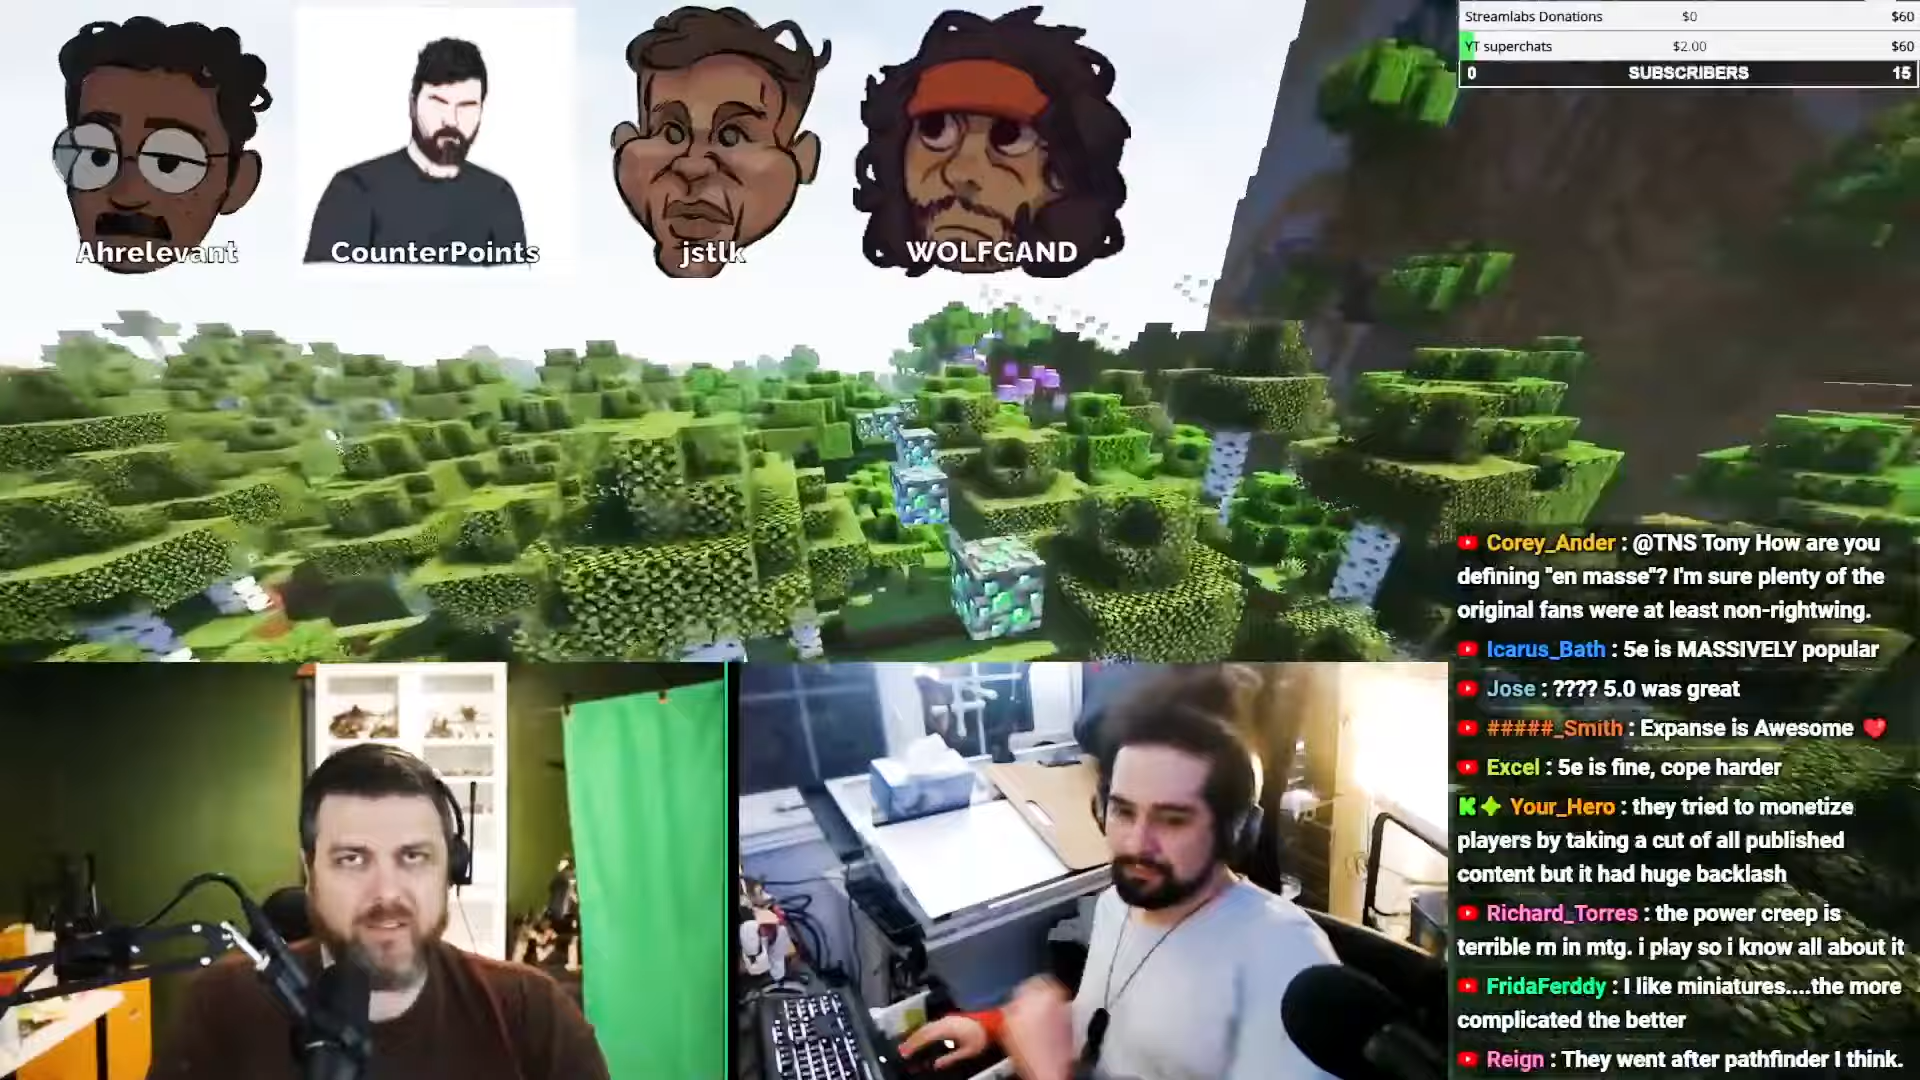 Streamlabs Donations $0 $60
YT superchats $2.00 $60
0 SUBSCRIBERS 15
Ahrelevant
CounterPoints
jstlk
WOLFGAND
Corey_Ander : @TNS Tony How are you
defining "en masse"? I'm sure plenty of the
original fans were at least non-rightwing.
Icarus_Bath : 5e is MASSIVELY popular
Jose : ???? 5.0 was great
#####_Smith : Expanse is Awesome ❤️
Excel : 5e is fine, cope harder
Your_Hero : they tried to monetize
players by taking a cut of all published
content but it had huge backlash
Richard_Torres : the power creep is
terrible rn in mtg. i play so i know all about it
FridaFerddy : I like miniatures....the more
complicated the better
Reign : They went after pathfinder I think.